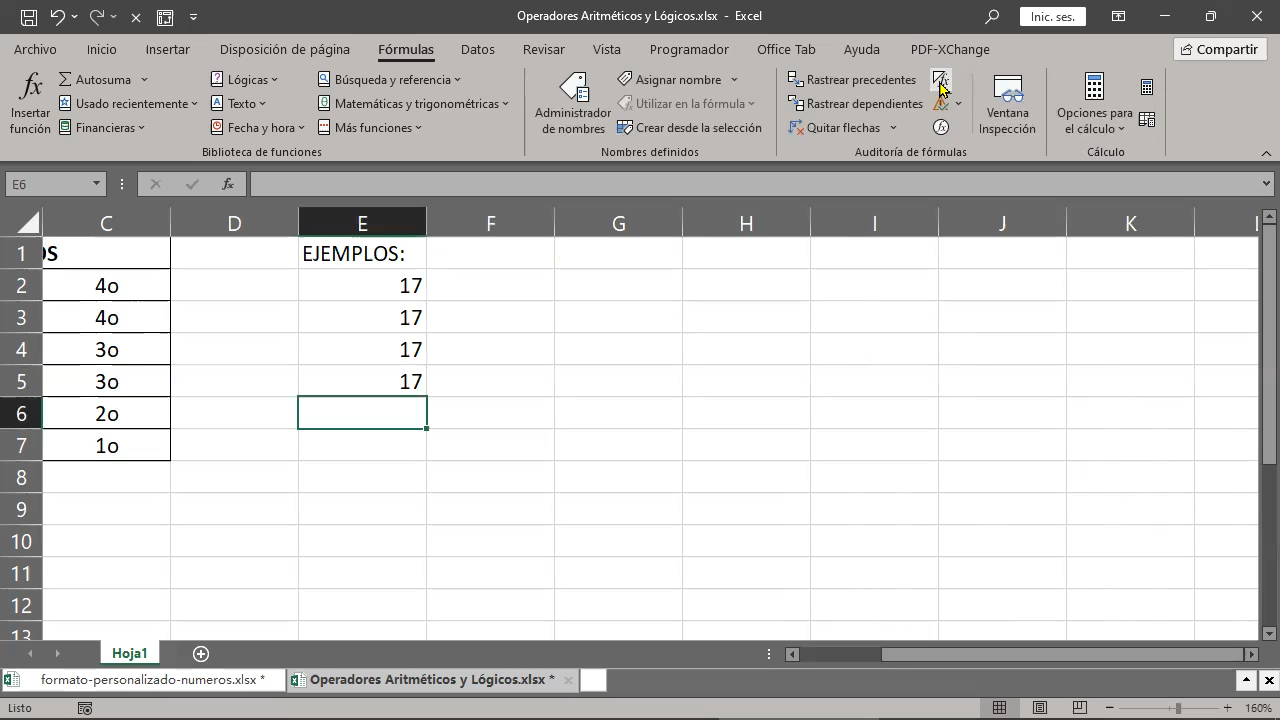 Operadores Aritméticos y Lógicos.xlsx - Excel
Inic. ses.
Archivo Inicio Insertar Disposición de página Fórmulas Datos Revisar Vista Programador Office Tab Ayuda PDF-XChange Compartir
fx Insertar función
Autosuma
Usado recientemente
Financieras
Lógicas
Texto
Fecha y hora
Búsqueda y referencia
Matemáticas y trigonométricas
Más funciones
Biblioteca de funciones
Administrador de nombres
Asignar nombre
Utilizar en la fórmula
Crear desde la selección
Nombres definidos
Rastrear precedentes
Rastrear dependientes
Quitar flechas
Ventana Inspección
Auditoría de fórmulas
Opciones para el cálculo
Cálculo
E6 fx
C D E F G H I J K
1 OS EJEMPLOS:
2 4o 17
3 4o 17
4 3o 17
5 3o 17
6 2o
7 1o
8
9
10
11
12
13
Hoja1
formato-personalizado-numeros.xlsx * Operadores Aritméticos y Lógicos.xlsx *
Listo 160%